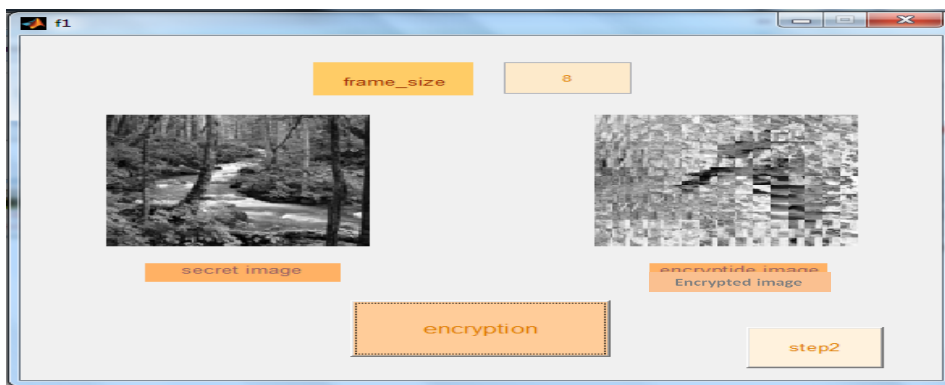 f1
frame_size
8
secret image
encryptide image
Encrypted image
encryption
step2